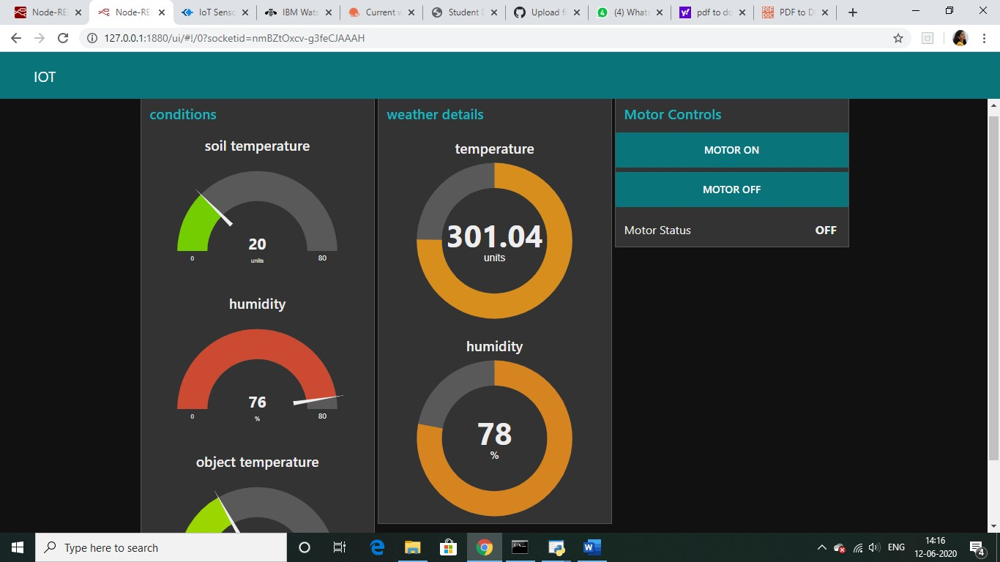 Node-RE
Node-RE
IoT Senso
IBM Wats
Current w
Student D
Upload fi
(4) Whats
pdf to do
PDF to D
127.0.0.1:1880/ui/#!/0?socketid=nmBZtOxcv-g3feCJAAAH
IOT
conditions
soil temperature
20
units
0
80
humidity
76
%
0
80
object temperature
weather details
temperature
301.04
units
humidity
78
%
Motor Controls
MOTOR ON
MOTOR OFF
Motor Status OFF
Type here to search
ENG
14:16
12-06-2020
4